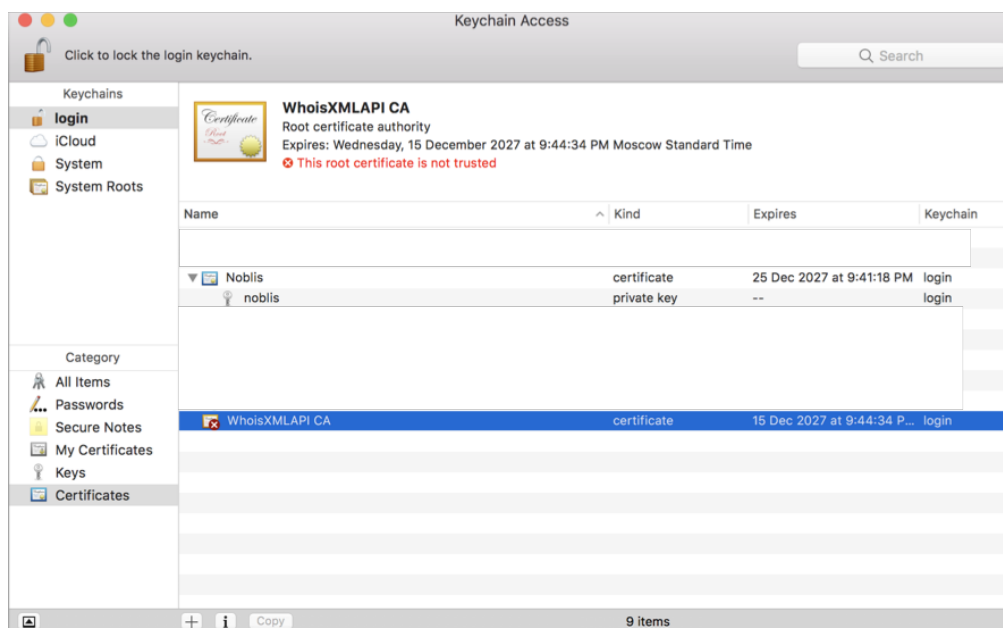 Keychain Access
Click to lock the login keychain.
Search
Keychains
login
iCloud
System
System Roots
Certificate
Root
WhoisXMLAPI CA
Root certificate authority
Expires: Wednesday, 15 December 2027 at 9:44:34 PM Moscow Standard Time
This root certificate is not trusted
Name Kind Expires Keychain
Noblis certificate 25 Dec 2027 at 9:41:18 PM login
noblis private key -- login
WhoisXMLAPI CA certificate 15 Dec 2027 at 9:44:34 P... login
Category
All Items
Passwords
Secure Notes
My Certificates
Keys
Certificates
+ i Copy 9 items